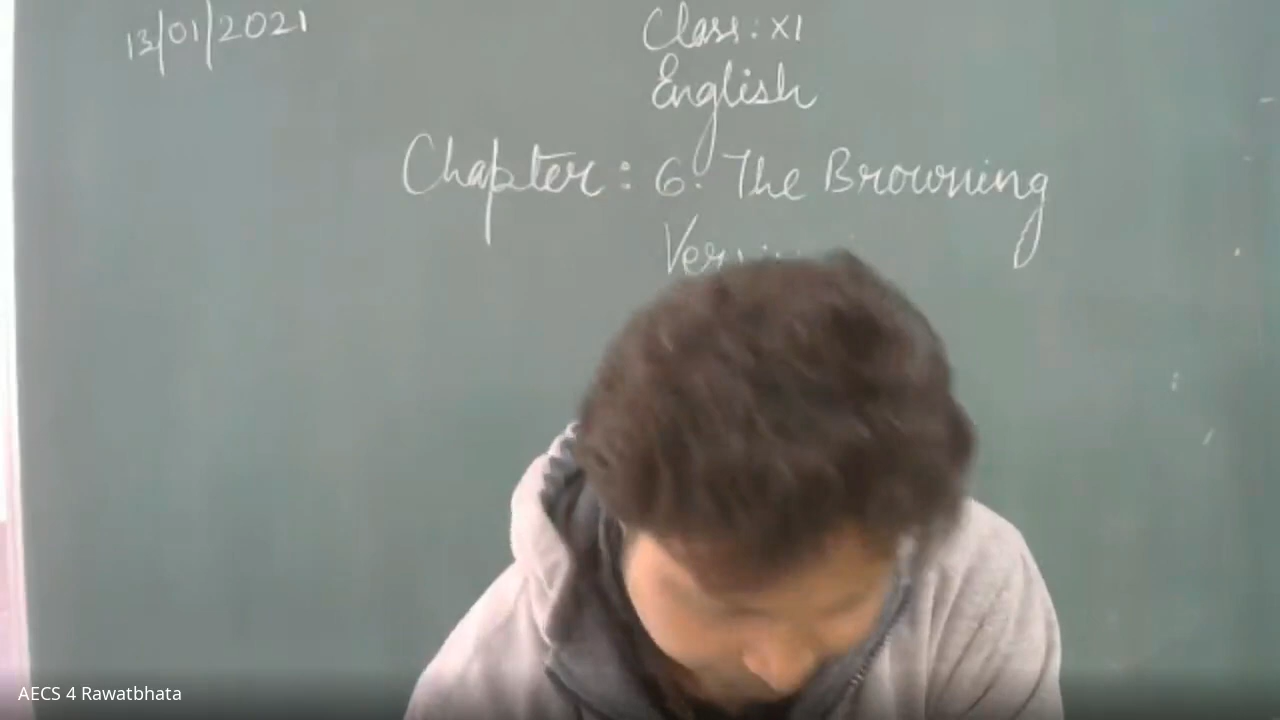 13/01/2021
Class: XI
English
Chapter: 6. The Browning
AECS 4 Rawatbhata